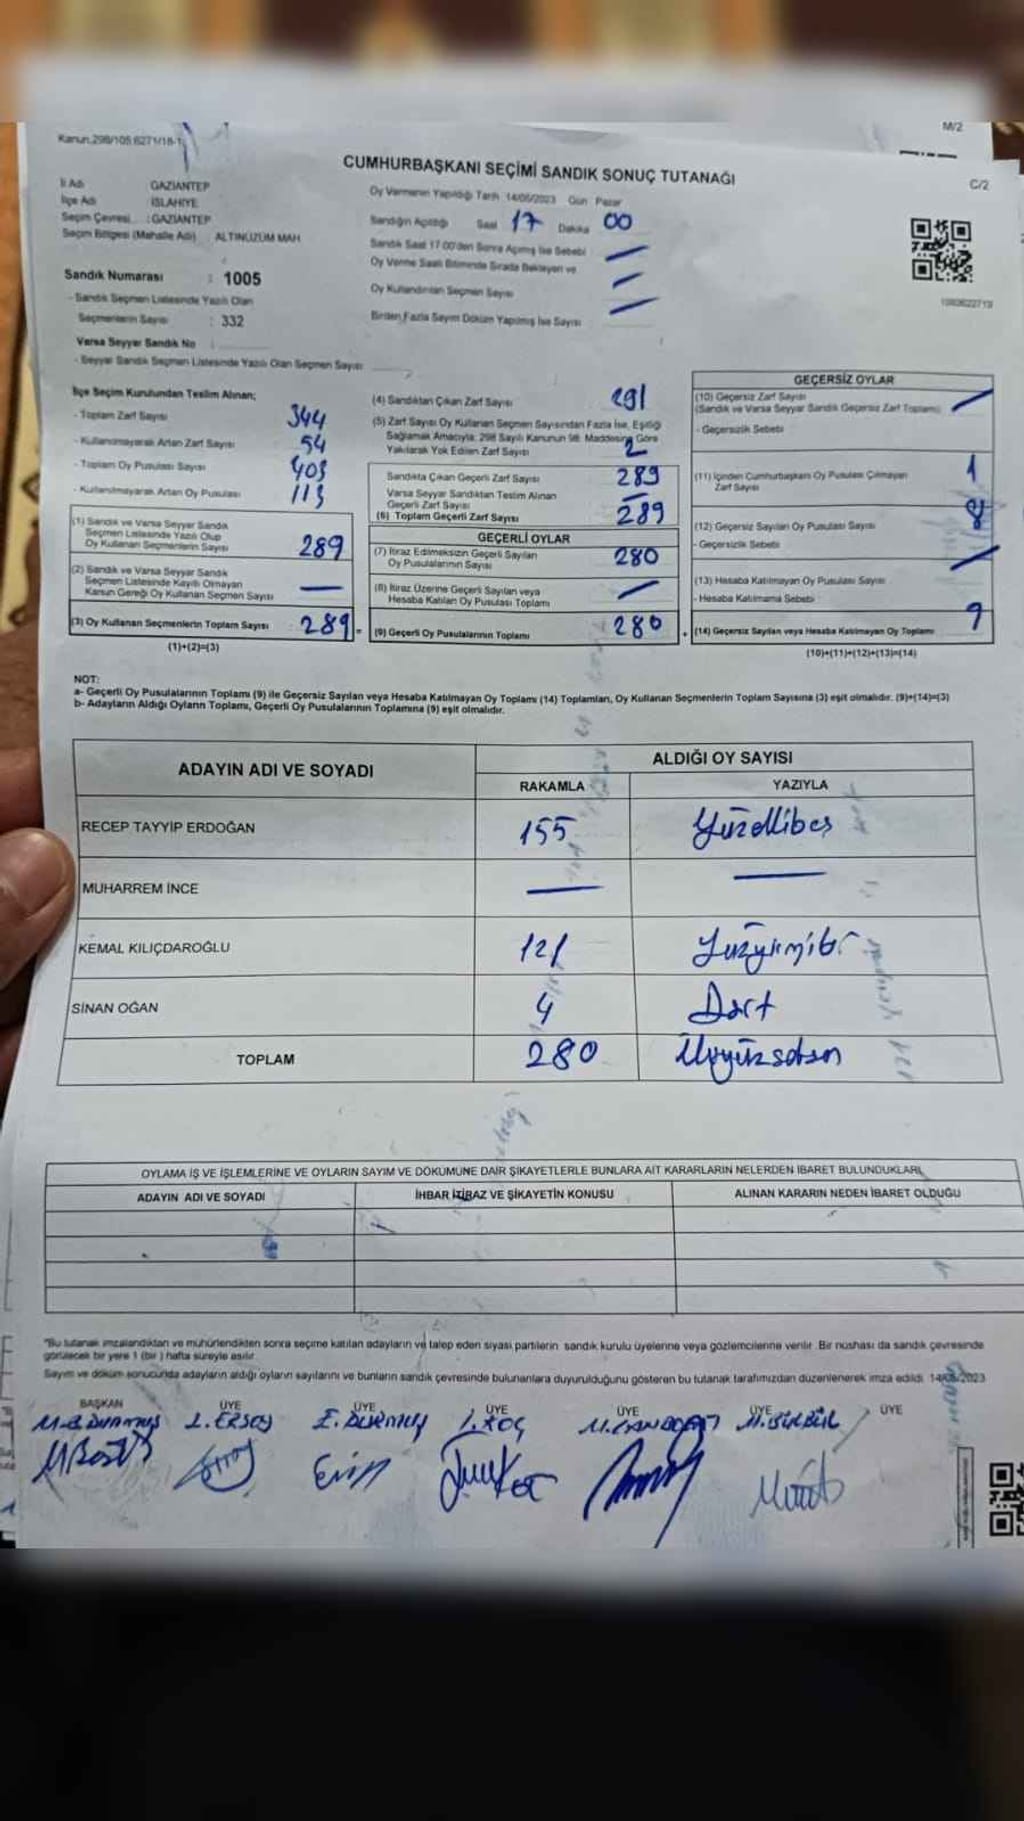 Kanun.298/105 6271/18-1
M/2
CUMHURBAŞKANI SEÇİMİ SANDIK SONUÇ TUTANAĞI
C/2
İl Adı GAZİANTEP
İlçe Adı İSLAHİYE
Seçim Çevresi : GAZİANTEP
Seçim Bölgesi (Mahalle Adı) ALTINÜZÜM MAH
Oy Vermenin Yapıldığı Tarih 14/05/2023 Gün Pazar
Sandığın Açıldığı Saat 17 Dakika 00
Sandık Saat 17:00'den Sonra Açılmış İse Sebebi
Oy Verme Saati Bitiminde Sırada Bekleyen ve
Oy Kullandırılan Seçmen Sayısı
Birden Fazla Sayım Döküm Yapılmış İse Sayısı
Sandık Numarası : 1005
- Sandık Seçmen Listesinde Yazılı Olan
Seçmenlerin Sayısı : 332
Varsa Seyyar Sandık No :
- Seyyar Sandık Seçmen Listesinde Yazılı Olan Seçmen Sayısı
İlçe Seçim Kurulundan Teslim Alınan;
- Toplam Zarf Sayısı 344
- Kullanılmayarak Artan Zarf Sayısı 54
- Toplam Oy Pusulası Sayısı 403
- Kullanılmayarak Artan Oy Pusulası 113
(1) Sandık ve Varsa Seyyar Sandık
Seçmen Listesinde Yazılı Olup
Oy Kullanan Seçmenlerin Sayısı 289
(2) Sandık ve Varsa Seyyar Sandık
Seçmen Listesinde Kayıtlı Olmayan
Kanun Gereği Oy Kullanan Seçmen Sayısı —
(3) Oy Kullanan Seçmenlerin Toplam Sayısı 289
(1)+(2)=(3)
(4) Sandıktan Çıkan Zarf Sayısı 291
(5) Zarf Sayısı Oy Kullanan Seçmen Sayısından Fazla İse, Eşitliği
Sağlamak Amacıyla; 298 Sayılı Kanunun 98. Maddesine Göre
Yakılarak Yok Edilen Zarf Sayısı 2
Sandıkta Çıkan Geçerli Zarf Sayısı 289
Varsa Seyyar Sandıktan Teslim Alınan
Geçerli Zarf Sayısı —
(6) Toplam Geçerli Zarf Sayısı 289
GEÇERLİ OYLAR
(7) İtiraz Edilmeksizin Geçerli Sayılan
Oy Pusulalarının Sayısı 280
(8) İtiraz Üzerine Geçerli Sayılan veya
Hesaba Katılan Oy Pusulası Toplamı
(9) Geçerli Oy Pusulalarının Toplamı 280
GEÇERSİZ OYLAR
(10) Geçersiz Zarf Sayısı
(Sandık ve Varsa Seyyar Sandık Geçersiz Zarf Toplamı)
- Geçersizlik Sebebi
(11) İçinden Cumhurbaşkanı Oy Pusulası Çıkmayan
Zarf Sayısı 1
(12) Geçersiz Sayılan Oy Pusulası Sayısı 8
- Geçersizlik Sebebi
(13) Hesaba Katılmayan Oy Pusulası Sayısı
- Hesaba Katılmama Sebebi
(14) Geçersiz Sayılan veya Hesaba Katılmayan Oy Toplamı 9
(10)+(11)+(12)+(13)=(14)
NOT:
a- Geçerli Oy Pusulalarının Toplamı (9) ile Geçersiz Sayılan veya Hesaba Katılmayan Oy Toplamı (14) Toplamları, Oy Kullanan Seçmenlerin Toplam Sayısına (3) eşit olmalıdır. (9)+(14)=(3)
b- Adayların Aldığı Oyların Toplamı, Geçerli Oy Pusulalarının Toplamına (9) eşit olmalıdır.
ADAYIN ADI VE SOYADI
ALDIĞI OY SAYISI
RAKAMLA YAZIYLA
RECEP TAYYİP ERDOĞAN 155 Yüzellibeş
MUHARREM İNCE — —
KEMAL KILIÇDAROĞLU 121 Yüzyirmibir
SİNAN OĞAN 4 Dört
TOPLAM 280 İkiyüzseksen
OYLAMA İŞ VE İŞLEMLERİNE VE OYLARIN SAYIM VE DÖKÜMÜNE DAİR ŞİKAYETLERLE BUNLARA AİT KARARLARIN NELERDEN İBARET BULUNDUKLARI
ADAYIN ADI VE SOYADI İHBAR İTİRAZ VE ŞİKAYETİN KONUSU ALINAN KARARIN NEDEN İBARET OLDUĞU
"Bu tutanak imzalandıktan ve mühürlendikten sonra seçime katılan adayların ve talep eden siyasi partilerin sandık kurulu üyelerine veya gözlemcilerine verilir. Bir nüshası da sandık çevresinde
görülecek bir yere 1 (bir) hafta süreyle asılır.
Sayım ve döküm sonucunda adayların aldığı oyların sayılarını ve bunların sandık çevresinde bulunanlara duyurulduğunu gösteren bu tutanak tarafımızdan düzenlenerek imza edildi. 14/05/2023
BAŞKAN ÜYE ÜYE ÜYE ÜYE ÜYE ÜYE
L. ERSOY İ. KOÇ M. BÜLBÜL